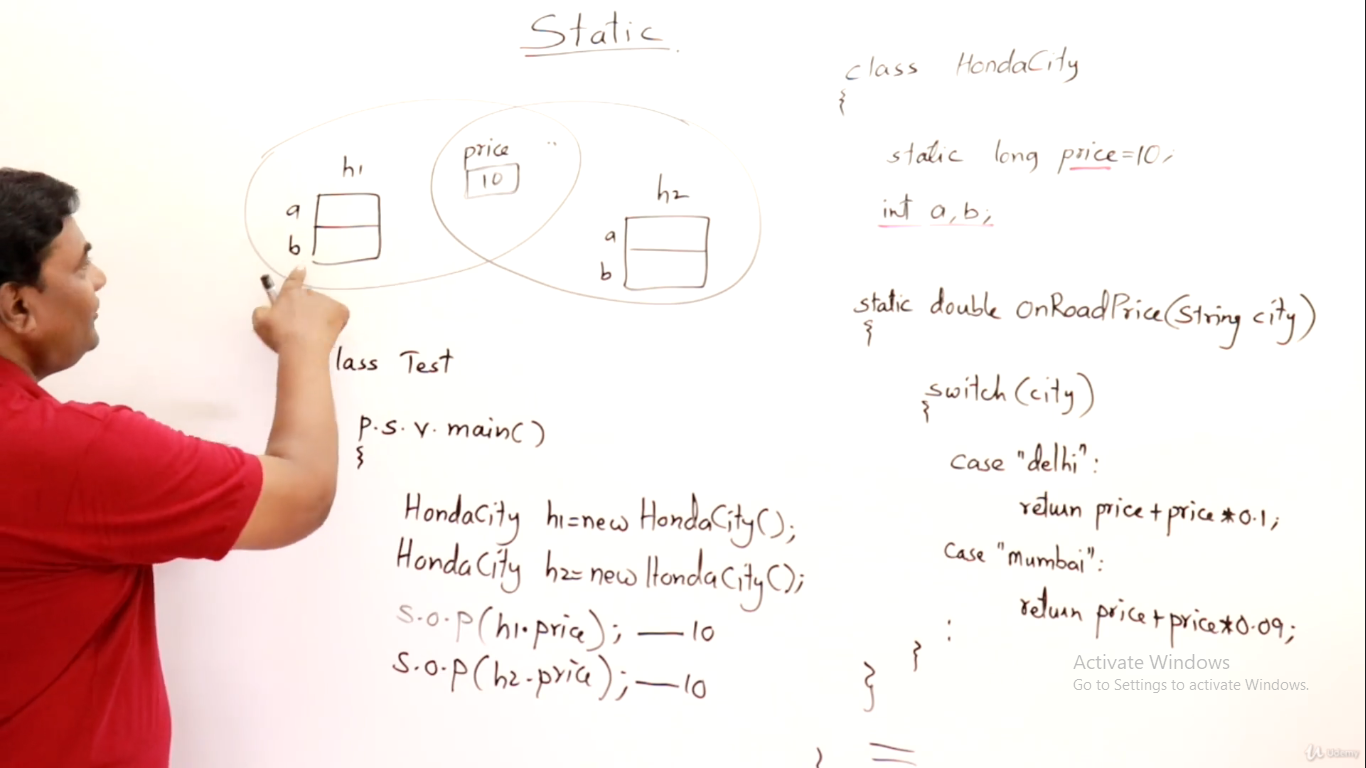 Static
h1
a
b
price
10
h2
a
b
lass Test
p.s.v.main()
{
HondaCity h1=new HondaCity();
HondaCity h2=new HondaCity();
S.O.P(h1.price); — 10
S.O.P(h2.price); — 10
class HondaCity
{
static long price=10;
int a,b;
static double onRoadPrice(String city)
{
switch(city)
{
case "delhi":
return price+price*0.1;
case "mumbai":
return price+price*0.09;
:
}
}
}
Activate Windows
Go to Settings to activate Windows.
Udemy